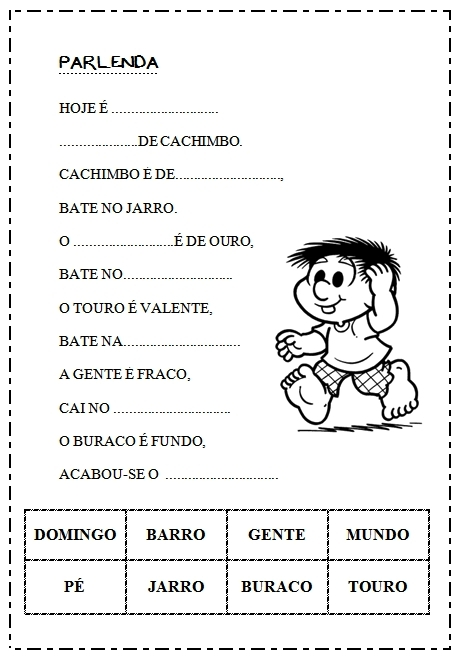 PARLENDA
HOJE É ...........................
....................DE CACHIMBO.
CACHIMBO É DE...........................,
BATE NO JARRO.
O ..........................É DE OURO,
BATE NO............................
O TOURO É VALENTE,
BATE NA..............................
A GENTE É FRACO,
CAI NO ..............................
O BURACO É FUNDO,
ACABOU-SE O .............................
DOMINGO BARRO GENTE MUNDO
PÉ JARRO BURACO TOURO